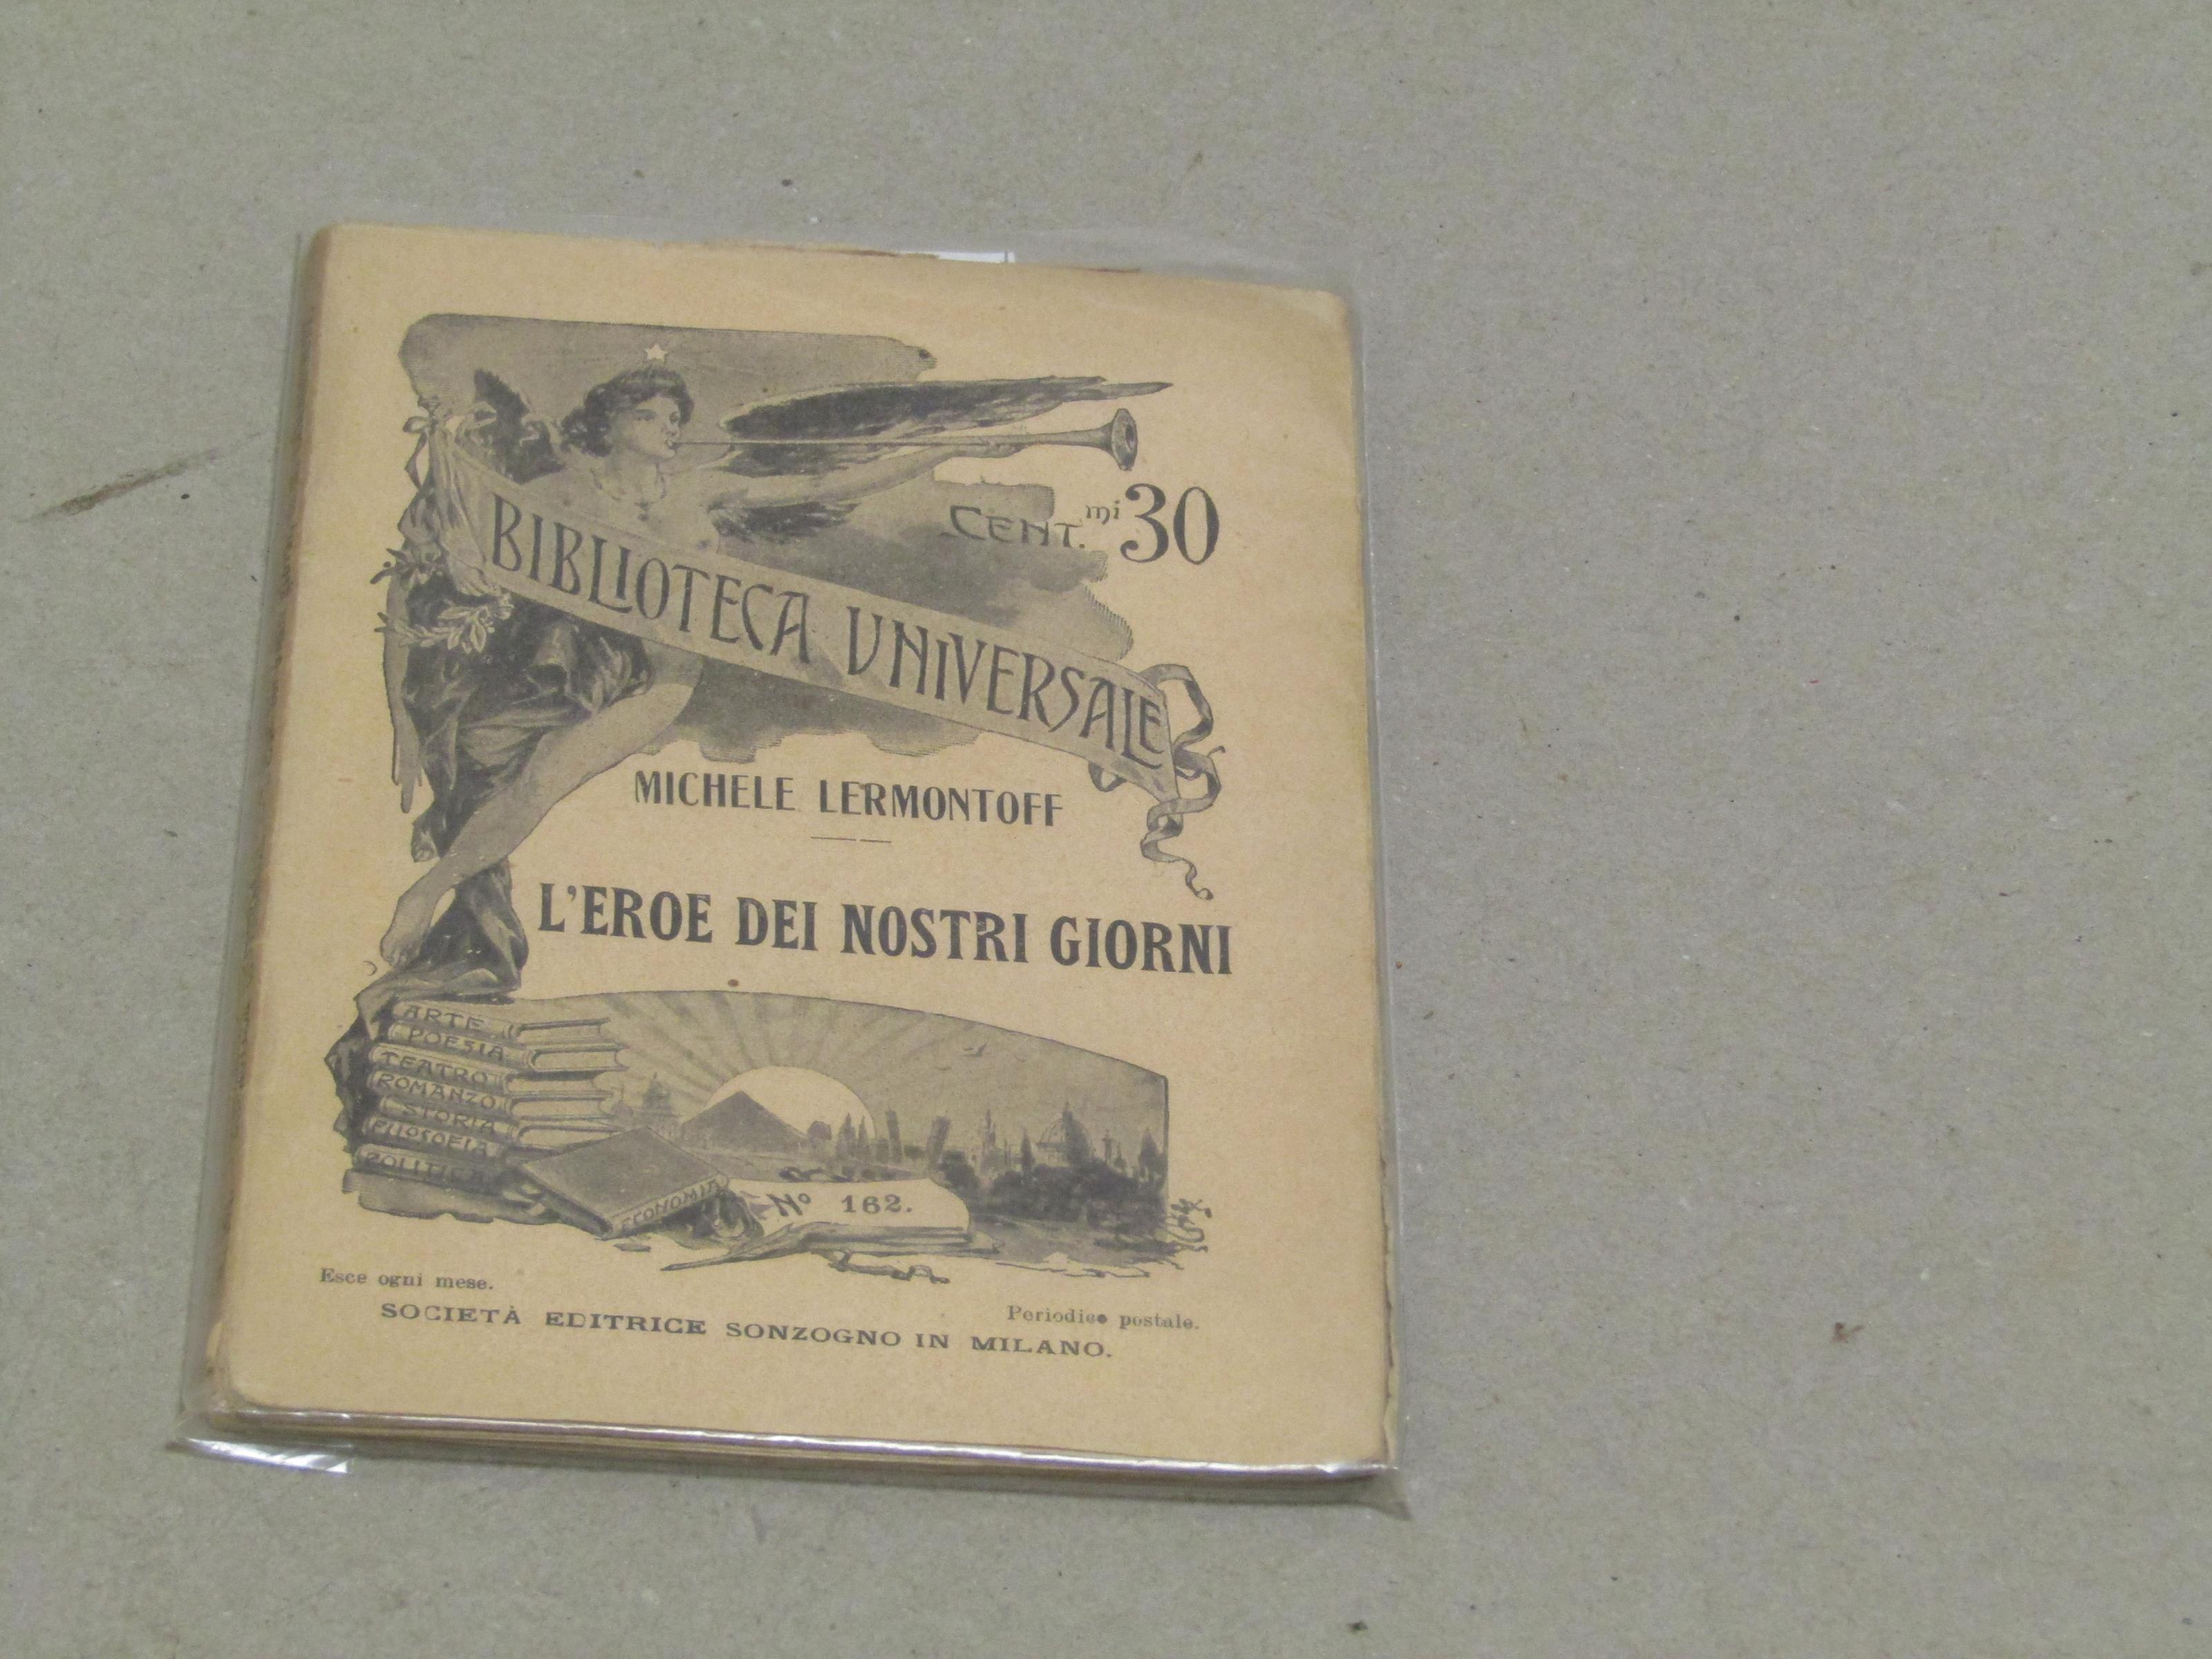 CENT.mi 30
BIBLIOTECA UNIVERSALE
MICHELE LERMONTOFF
L'EROE DEI NOSTRI GIORNI
ARTE
POESIA
TEATRO
ROMANZO
STORIA
FILOSOFIA
POLITICA
ECONOMIA
No 162.
Esce ogni mese.
Periodico postale.
SOCIETÀ EDITRICE SONZOGNO IN MILANO.